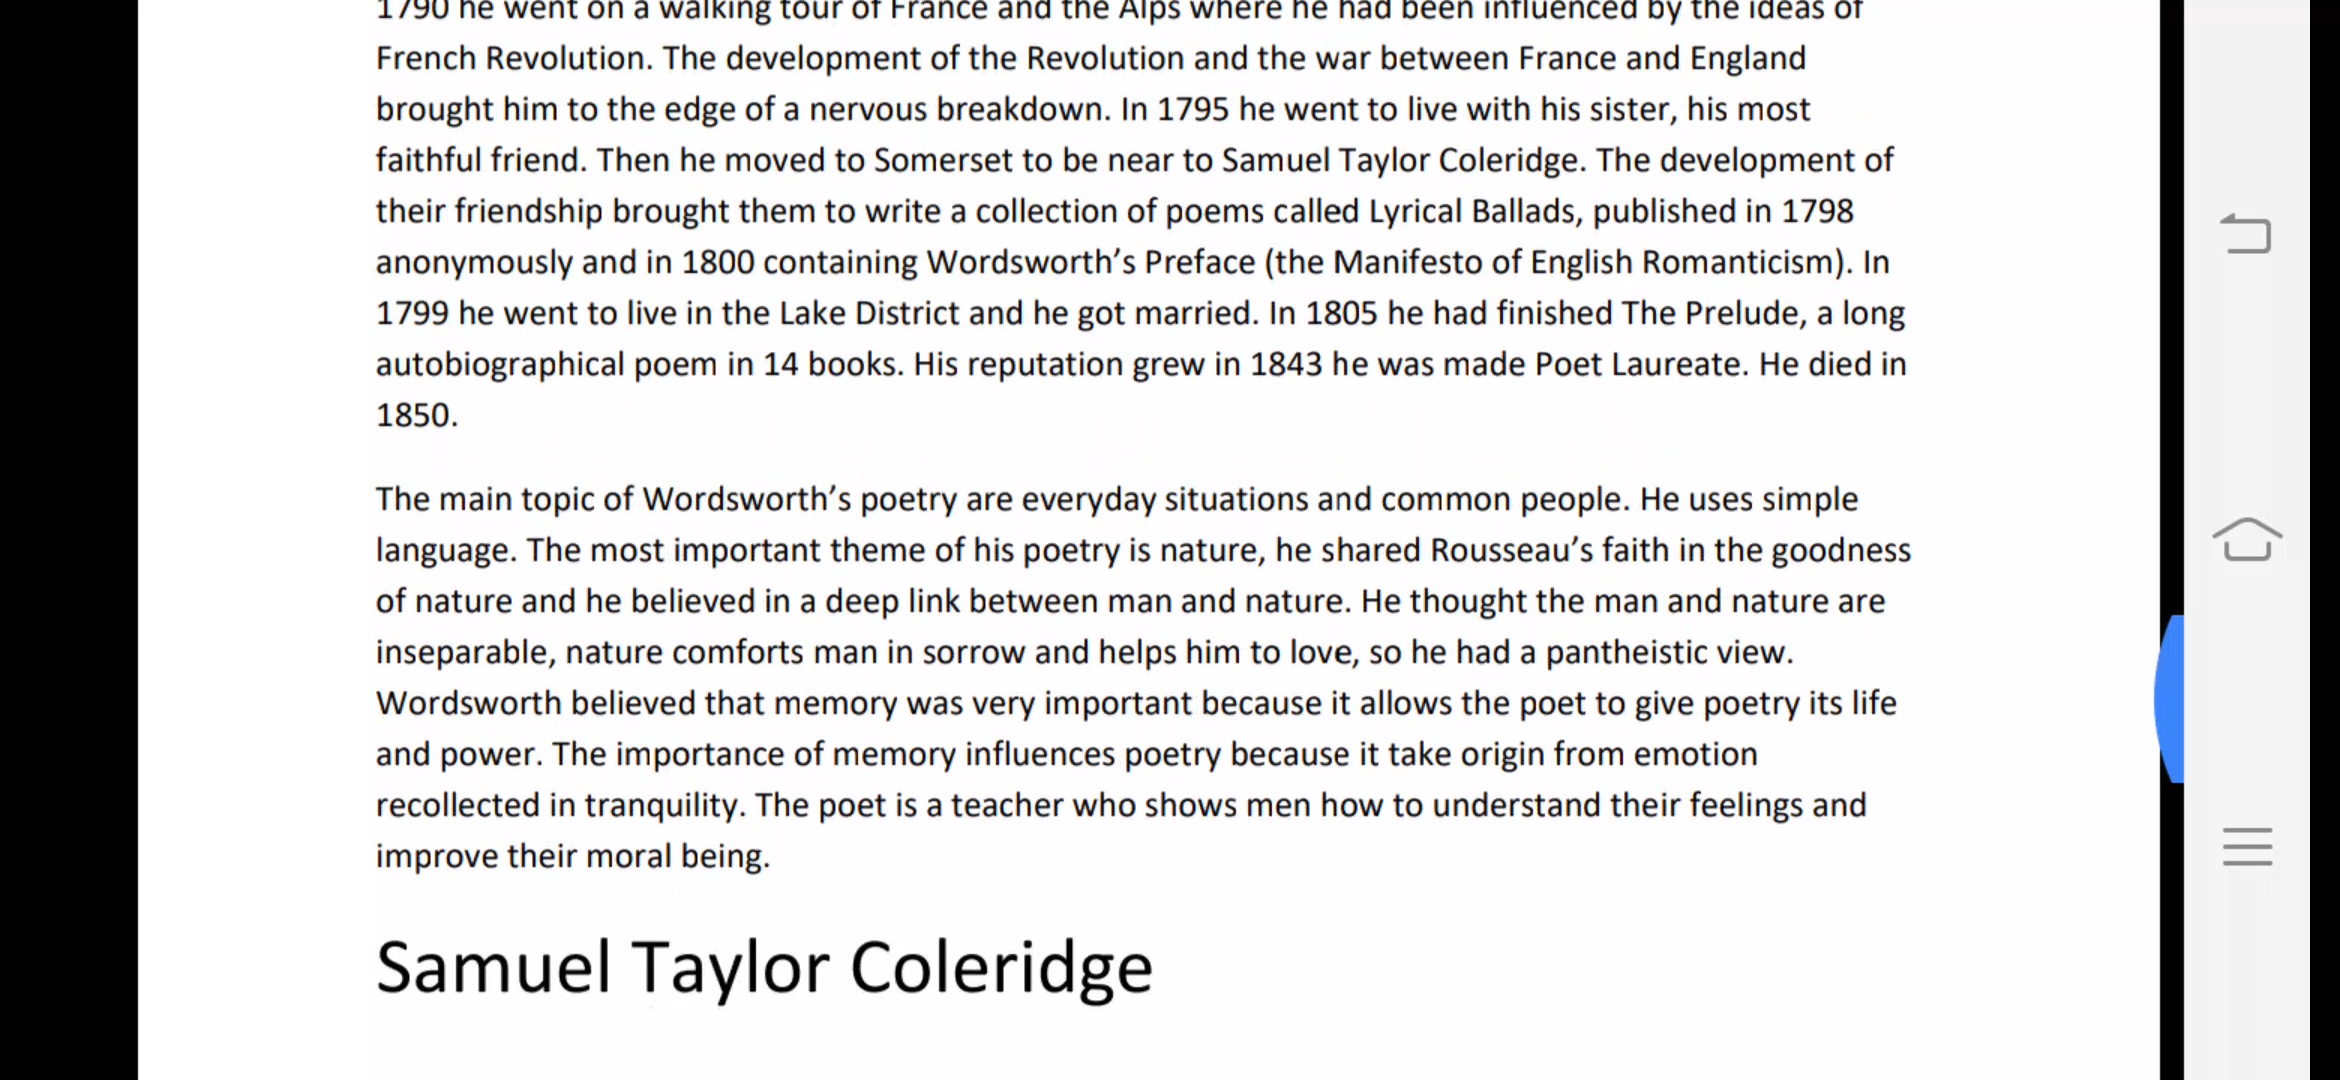 1790 he went on a walking tour of France and the Alps where he had been influenced by the ideas of
French Revolution. The development of the Revolution and the war between France and England
brought him to the edge of a nervous breakdown. In 1795 he went to live with his sister, his most
faithful friend. Then he moved to Somerset to be near to Samuel Taylor Coleridge. The development of
their friendship brought them to write a collection of poems called Lyrical Ballads, published in 1798
anonymously and in 1800 containing Wordsworth’s Preface (the Manifesto of English Romanticism). In
1799 he went to live in the Lake District and he got married. In 1805 he had finished The Prelude, a long
autobiographical poem in 14 books. His reputation grew in 1843 he was made Poet Laureate. He died in
1850.
The main topic of Wordsworth’s poetry are everyday situations and common people. He uses simple
language. The most important theme of his poetry is nature, he shared Rousseau’s faith in the goodness
of nature and he believed in a deep link between man and nature. He thought the man and nature are
inseparable, nature comforts man in sorrow and helps him to love, so he had a pantheistic view.
Wordsworth believed that memory was very important because it allows the poet to give poetry its life
and power. The importance of memory influences poetry because it take origin from emotion
recollected in tranquility. The poet is a teacher who shows men how to understand their feelings and
improve their moral being.
Samuel Taylor Coleridge